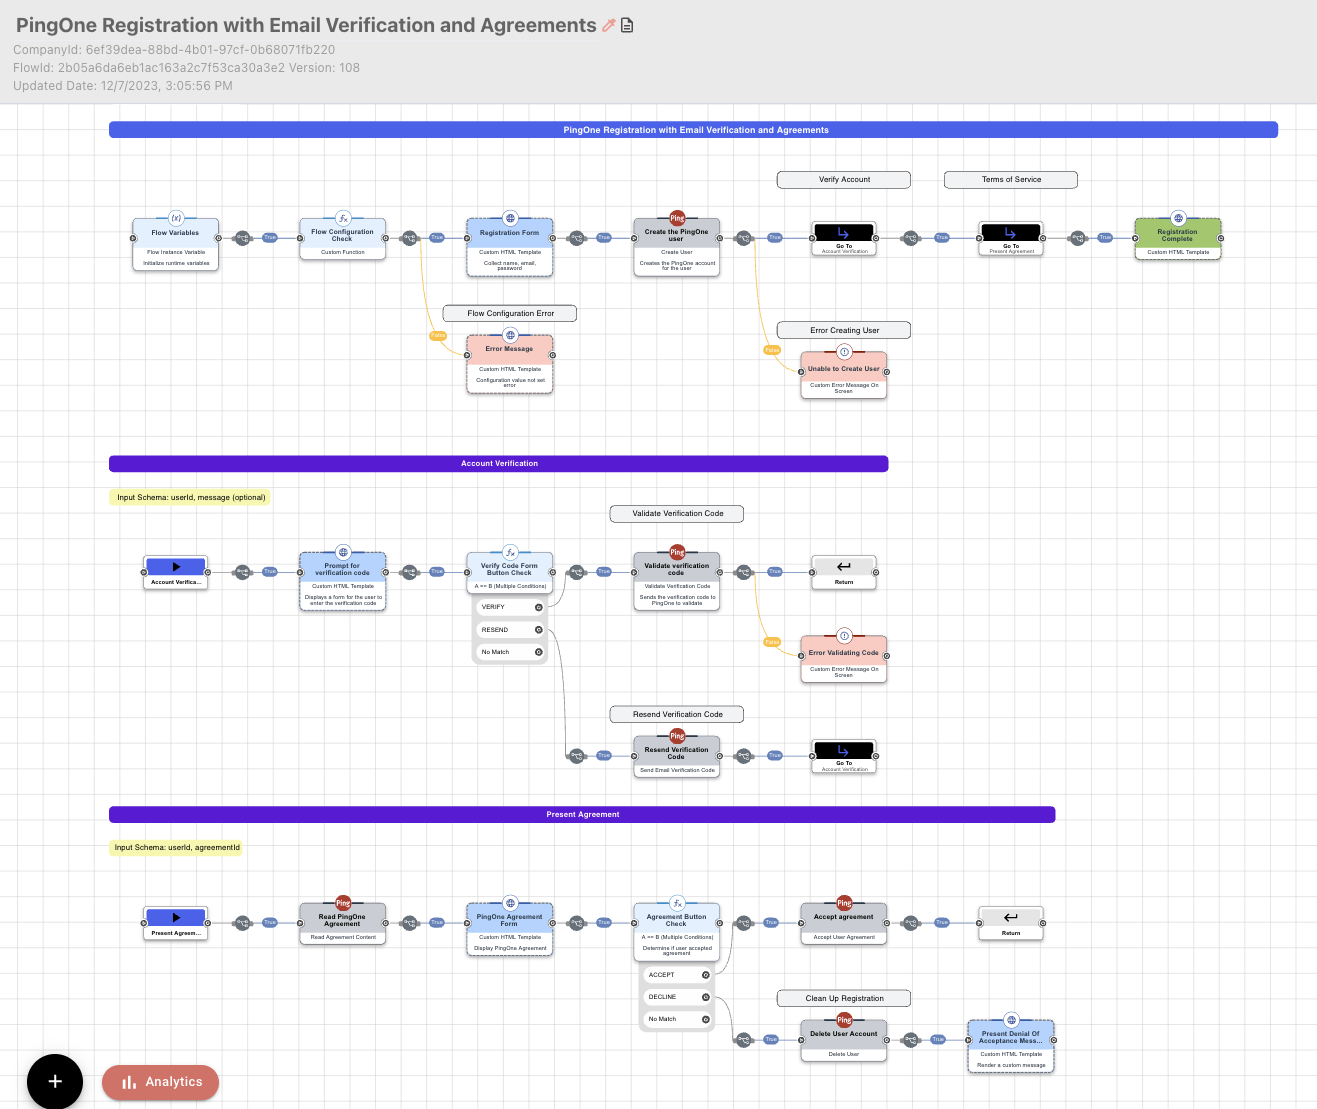 PingOne Registration with Email Verification and Agreements
CompanyId: 6ef39dea-88bd-4b01-97cf-0b68071fb220
FlowId: 2b05a6da6eb1ac163a2c7f53ca30a3e2 Version: 108
Updated Date: 12/7/2023, 3:05:56 PM
PingOne Registration with Email Verification and Agreements
Verify Account
Terms of Service
(x)
Flow Variables
Flow Instance Variable
Initialize runtime variables
True
fx
Flow Configuration
Check
Custom Function
True
Registration Form
Custom HTML Template
Collect name, email,
password
True
Ping
Create the PingOne
user
Create User
Creates the PingOne account
for the user
True
Go To
Account Verification
True
Go To
Present Agreement
True
Registration
Complete
Custom HTML Template
Flow Configuration Error
False
Error Message
Custom HTML Template
Configuration value not set
error
Error Creating User
False
Unable to Create User
Custom Error Message On
Screen
Account Verification
Input Schema: userId, message (optional)
Validate Verification Code
Account Verifica...
True
Prompt for
verification code
Custom HTML Template
Displays a form for the user to
enter the verification code
True
fx
Verify Code Form
Button Check
A == B (Multiple Conditions)
VERIFY
RESEND
No Match
True
Ping
Validate verification
code
Validate Verification Code
Sends the verification code to
PingOne to validate
True
Return
False
Error Validating Code
Custom Error Message On
Screen
Resend Verification Code
True
Ping
Resend Verification
Code
Send Email Verification Code
True
Go To
Account Verification
Present Agreement
Input Schema: userId, agreementId
Present Agreem...
True
Ping
Read PingOne
Agreement
Read Agreement Content
True
PingOne Agreement
Form
Custom HTML Template
Display PingOne Agreement
True
fx
Agreement Button
Check
A == B (Multiple Conditions)
Determine if user accepted
agreement
ACCEPT
DECLINE
No Match
True
Ping
Accept agreement
Accept User Agreement
True
Return
Clean Up Registration
True
Ping
Delete User Account
Delete User
True
Present Denial Of
Acceptance Mess...
Custom HTML Template
Render a custom message
+
Analytics